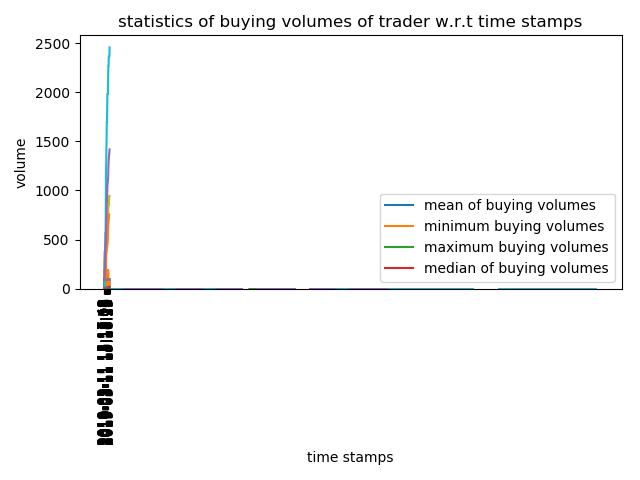 statistics of buying volumes of trader w.r.t time stamps
2500
2000
1500
1000
500
0
volume
mean of buying volumes
minimum buying volumes
maximum buying volumes
median of buying volumes
time stamps